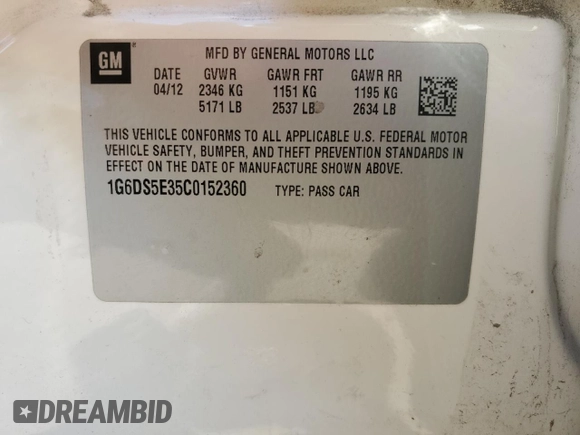 GM
MFD BY GENERAL MOTORS LLC
DATE GVWR GAWR FRT GAWR RR
04/12 2346 KG 1151 KG 1195 KG
5171 LB 2537 LB 2634 LB
THIS VEHICLE CONFORMS TO ALL APPLICABLE U.S. FEDERAL MOTOR
VEHICLE SAFETY, BUMPER, AND THEFT PREVENTION STANDARDS IN
EFFECT ON THE DATE OF MANUFACTURE SHOWN ABOVE.
1G6DS5E35C0152360 TYPE: PASS CAR
DREAMBID